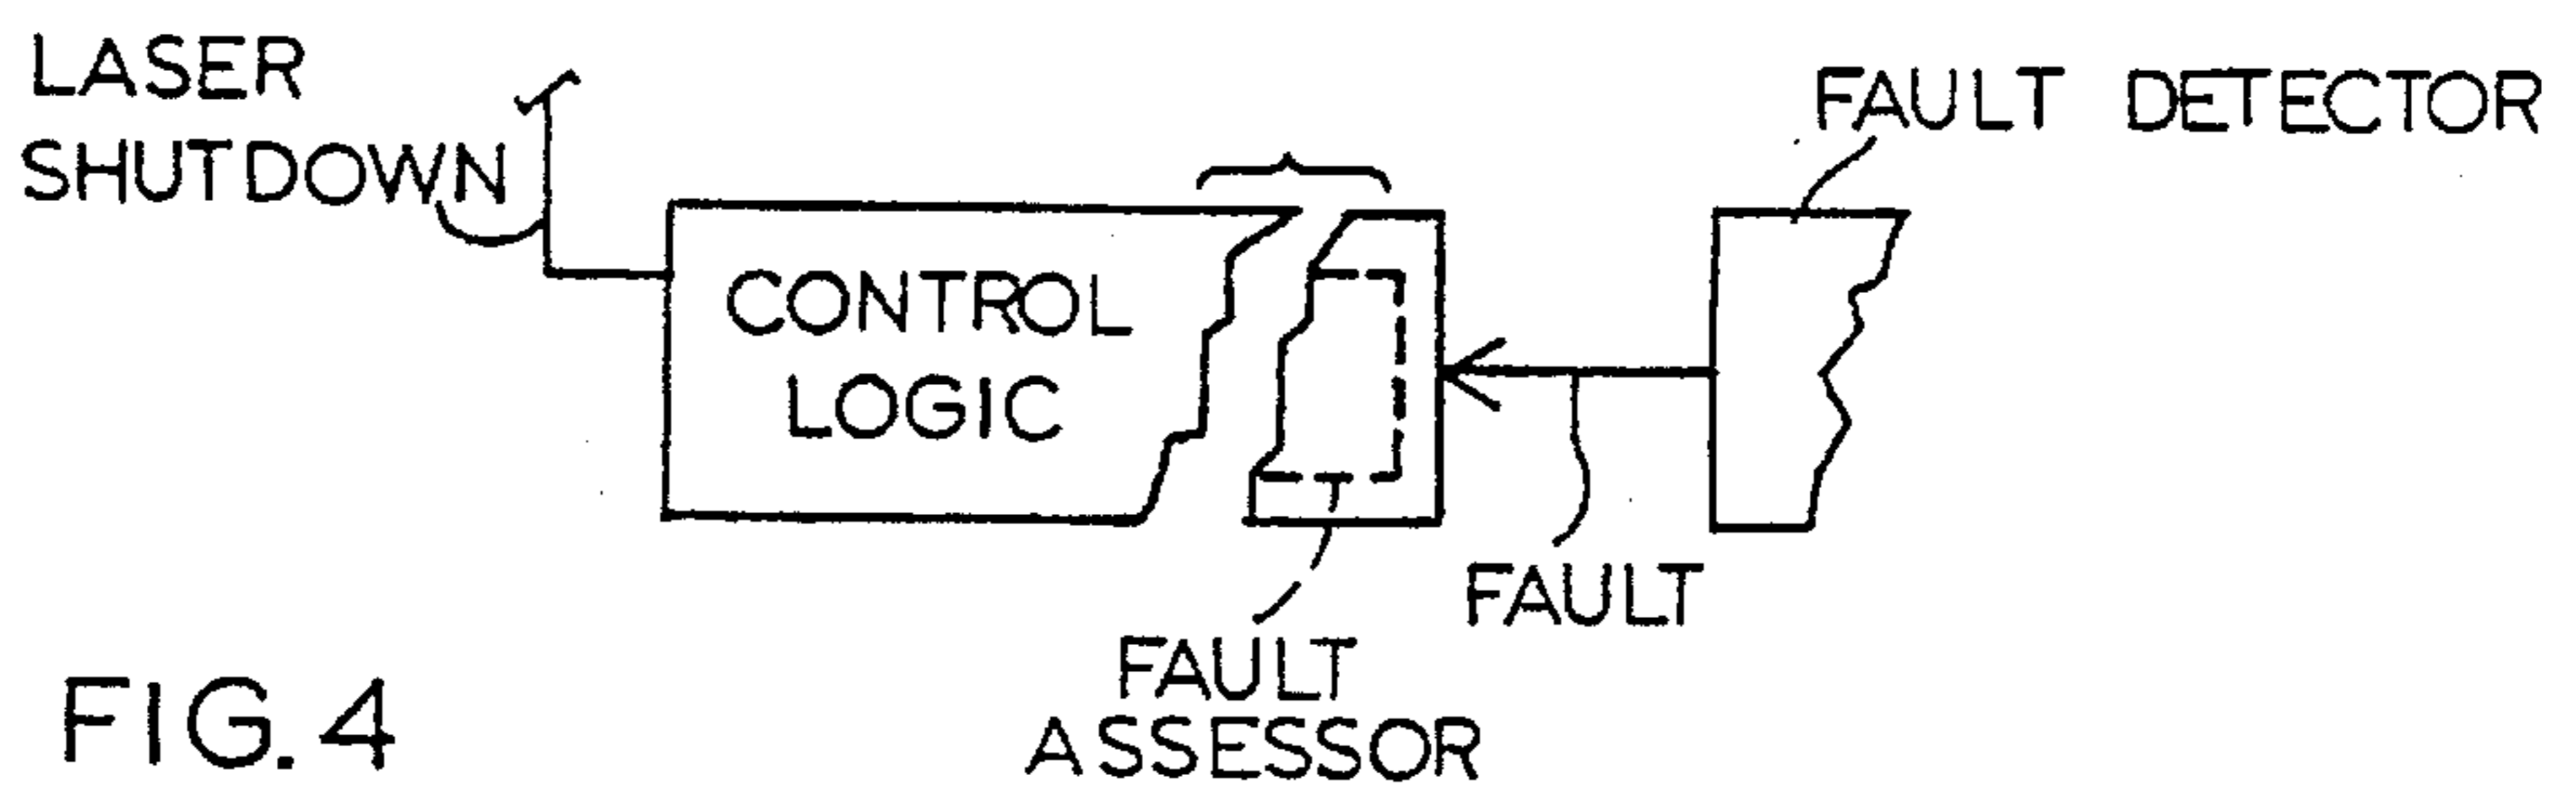 LASER
SHUTDOWN
FAULT DETECTOR
CONTROL
LOGIC
FAULT
FAULT
ASSESSOR
FIG. 4